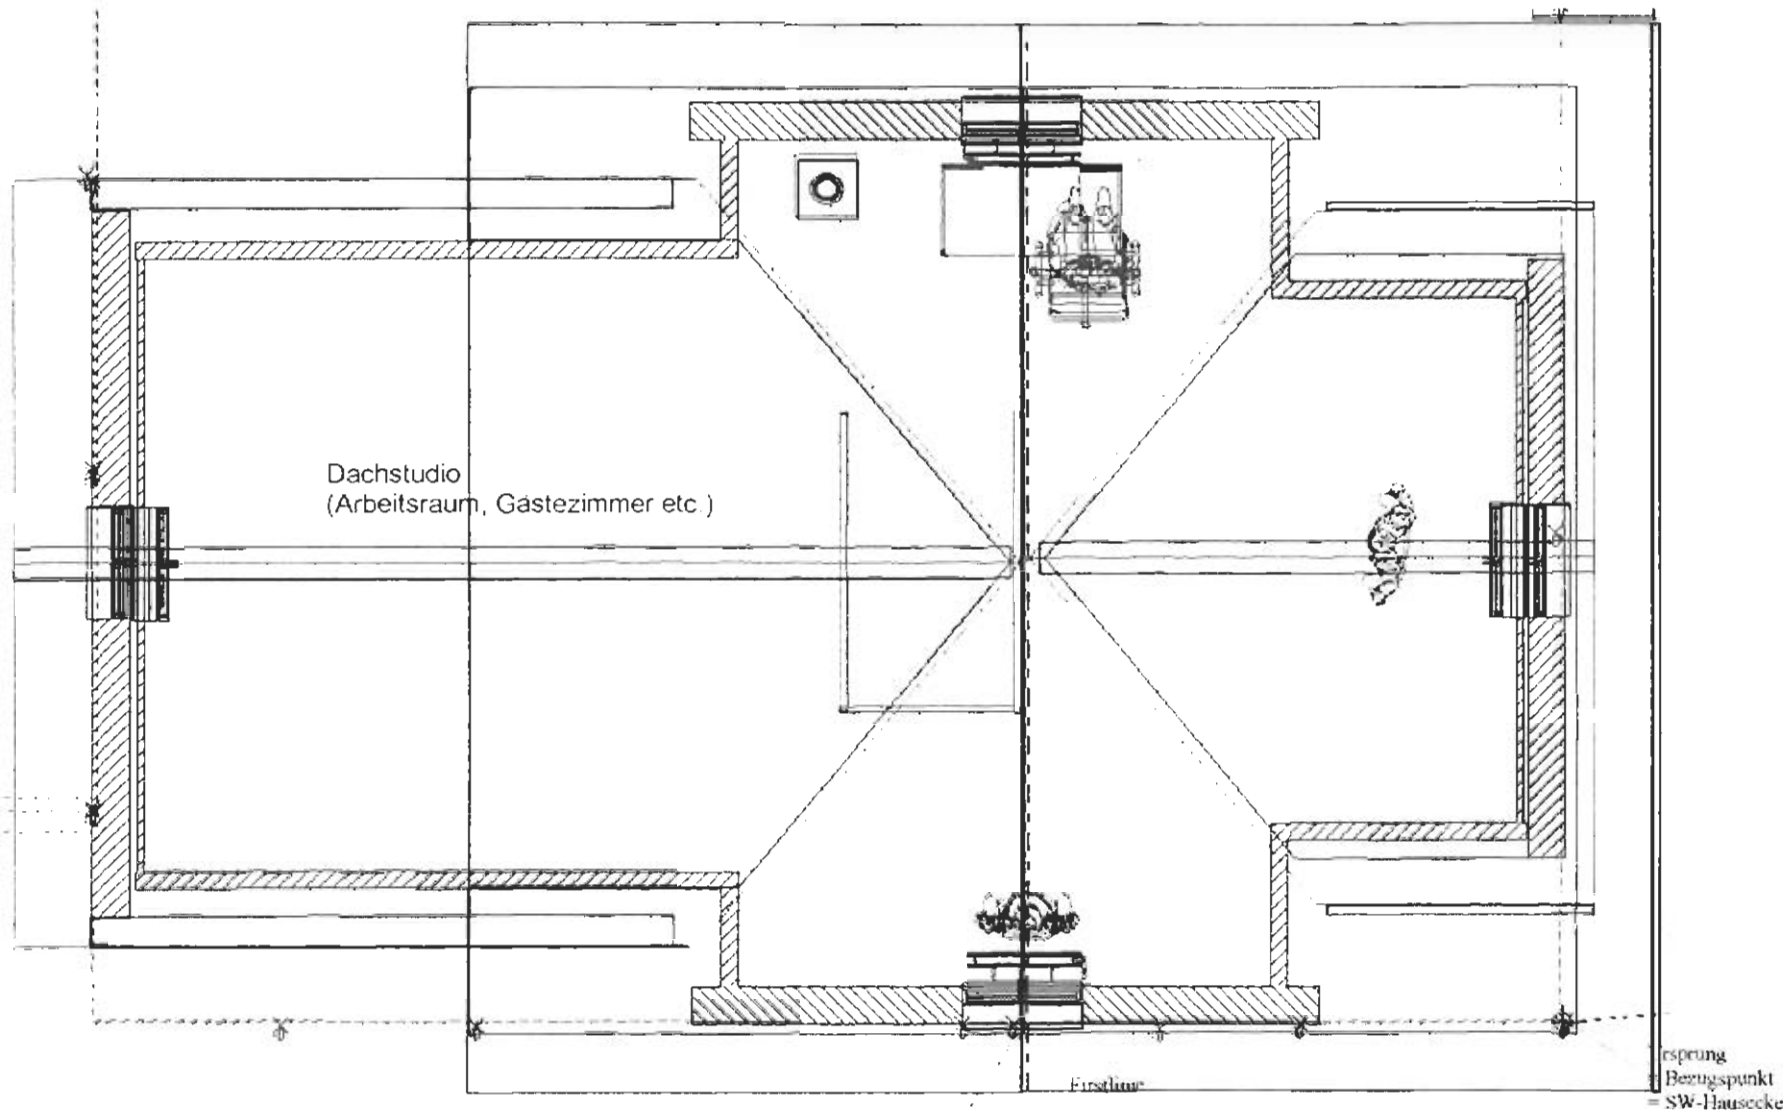 Dachstudio
(Arbeitsraum, Gästezimmer etc.)
Firstlinie
rsprung
Bezugspunkt
= SW-Hausecke